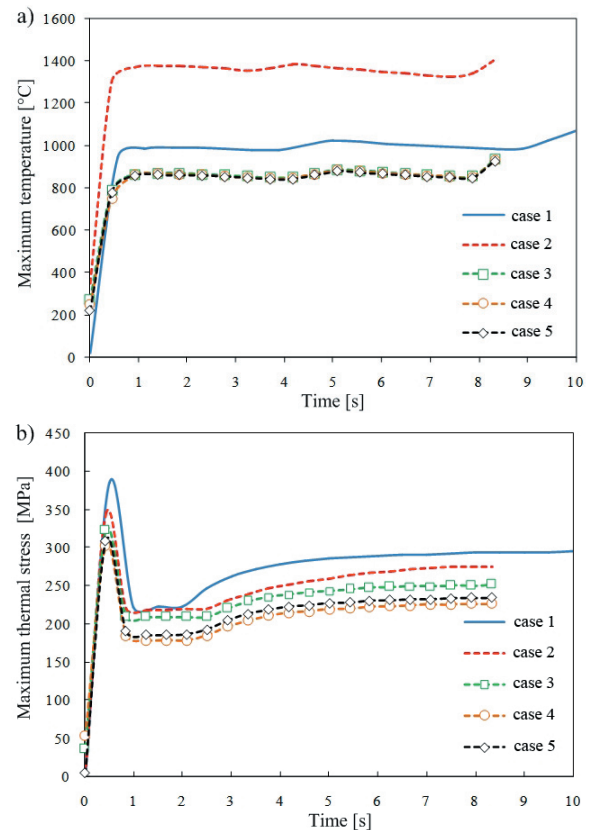 a)
Maximum temperature [°C]
1600
1400
1200
1000
800
600
400
200
0
case 1
case 2
case 3
case 4
case 5
0 1 2 3 4 5 6 7 8 9 10
Time [s]
b)
Maximum thermal stress [MPa]
450
400
350
300
250
200
150
100
50
0
case 1
case 2
case 3
case 4
case 5
0 1 2 3 4 5 6 7 8 9 10
Time [s]